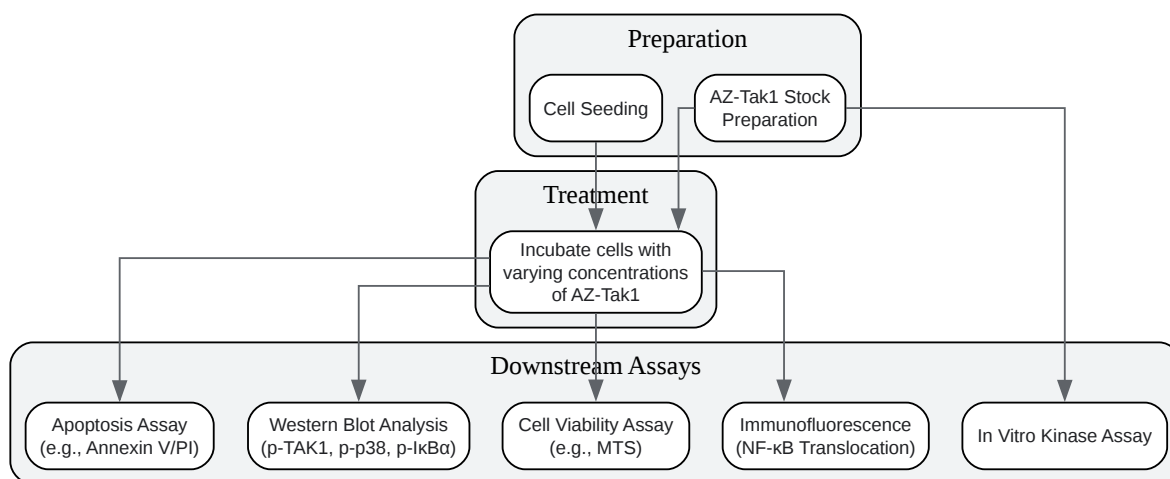 Preparation
Cell Seeding
AZ-Tak1 Stock
Preparation
Treatment
Incubate cells with
varying concentrations
of AZ-Tak1
Downstream Assays
Apoptosis Assay
(e.g., Annexin V/PI)
Western Blot Analysis
(p-TAK1, p-p38, p-IκBα)
Cell Viability Assay
(e.g., MTS)
Immunofluorescence
(NF-κB Translocation)
In Vitro Kinase Assay